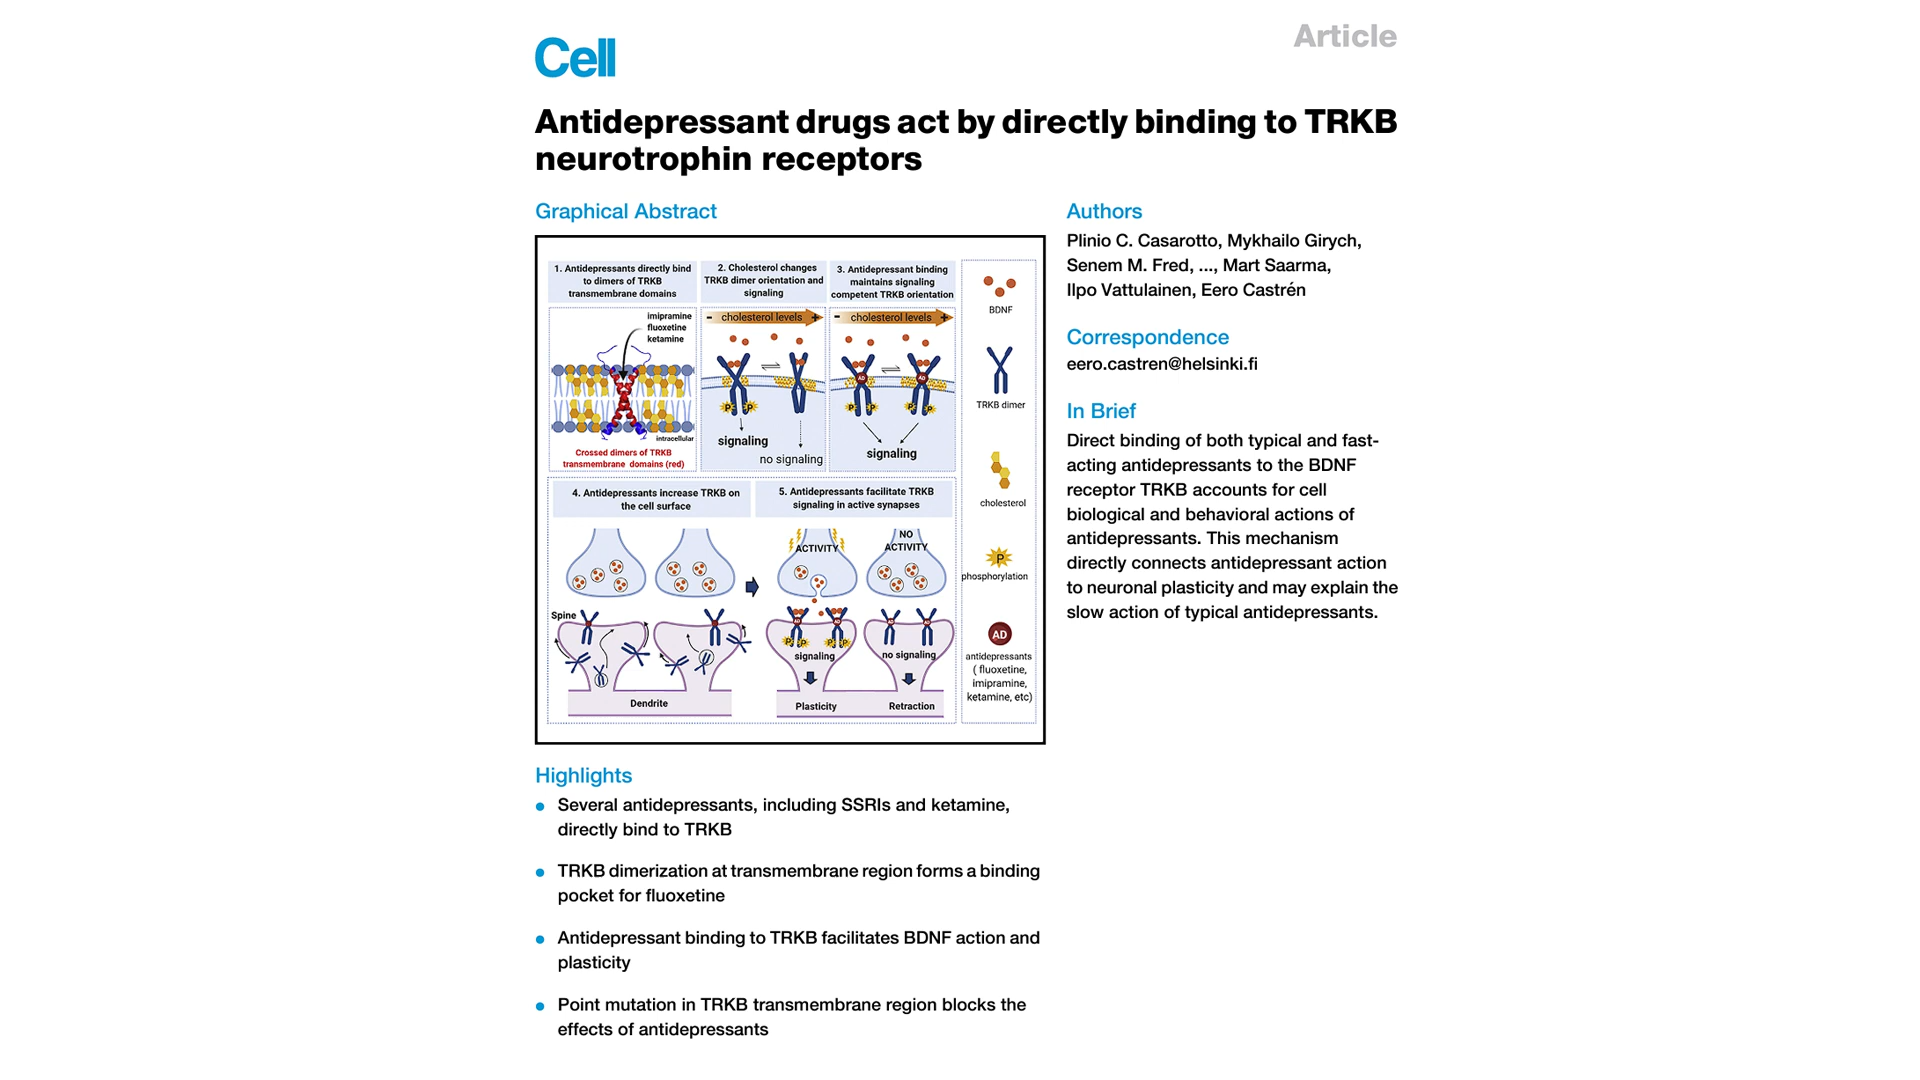 Cell
Article
Antidepressant drugs act by directly binding to TRKB
neurotrophin receptors
Graphical Abstract
1. Antidepressants directly bind
to dimers of TRKB
transmembrane domains
2. Cholesterol changes
TRKB dimer orientation and
signaling
3. Antidepressant binding
maintains signaling
competent TRKB orientation
imipramine
fluoxetine
ketamine
intracellular
Crossed dimers of TRKB
transmembrane domains (red)
- cholesterol levels +
P P
signaling
no signaling
- cholesterol levels +
AD AD
P P P P
signaling
4. Antidepressants increase TRKB on
the cell surface
5. Antidepressants facilitate TRKB
signaling in active synapses
Spine
Dendrite
ACTIVITY
NO
ACTIVITY
AD AD AD AD
P P P P
signaling
no signaling
Plasticity
Retraction
BDNF
TRKB dimer
cholesterol
P
phosphorylation
AD
antidepressants
( fluoxetine,
imipramine,
ketamine, etc)
Authors
Plinio C. Casarotto, Mykhailo Girych,
Senem M. Fred, ..., Mart Saarma,
Ilpo Vattulainen, Eero Castrén
Correspondence
eero.castren@helsinki.fi
In Brief
Direct binding of both typical and fast-
acting antidepressants to the BDNF
receptor TRKB accounts for cell
biological and behavioral actions of
antidepressants. This mechanism
directly connects antidepressant action
to neuronal plasticity and may explain the
slow action of typical antidepressants.
Highlights
Several antidepressants, including SSRIs and ketamine,
directly bind to TRKB
TRKB dimerization at transmembrane region forms a binding
pocket for fluoxetine
Antidepressant binding to TRKB facilitates BDNF action and
plasticity
Point mutation in TRKB transmembrane region blocks the
effects of antidepressants